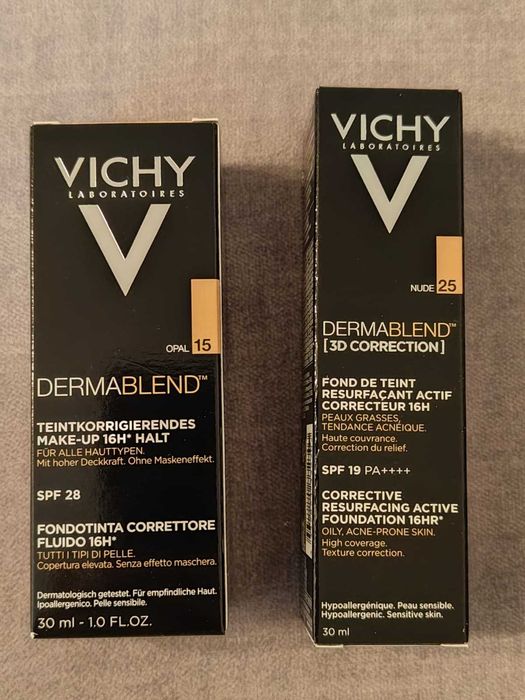 VICHY
LABORATOIRES
OPAL 15
DERMABLEND™
TEINTKORRIGIERENDES
MAKE-UP 16H* HALT
FÜR ALLE HAUTTYPEN.
Mit hoher Deckkraft. Ohne Maskeneffekt.
SPF 28
FONDOTINTA CORRETTORE
FLUIDO 16H*
TUTTI I TIPI DI PELLE.
Copertura elevata. Senza effetto maschera.
Dermatologisch getestet. Für empfindliche Haut.
Ipoallergenico. Pelle sensibile.
30 ml - 1.0 FL.OZ.
VICHY
LABORATOIRES
NUDE 25
DERMABLEND™
[3D CORRECTION]
FOND DE TEINT
RESURFAÇANT ACTIF
CORRECTEUR 16H
PEAUX GRASSES,
TENDANCE ACNÉIQUE.
Haute couvrance.
Correction du relief.
SPF 19 PA++++
CORRECTIVE
RESURFACING ACTIVE
FOUNDATION 16HR*
OILY, ACNE-PRONE SKIN.
High coverage.
Texture correction.
Hypoallergénique. Peau sensible.
Hypoallergenic. Sensitive skin.
30 ml